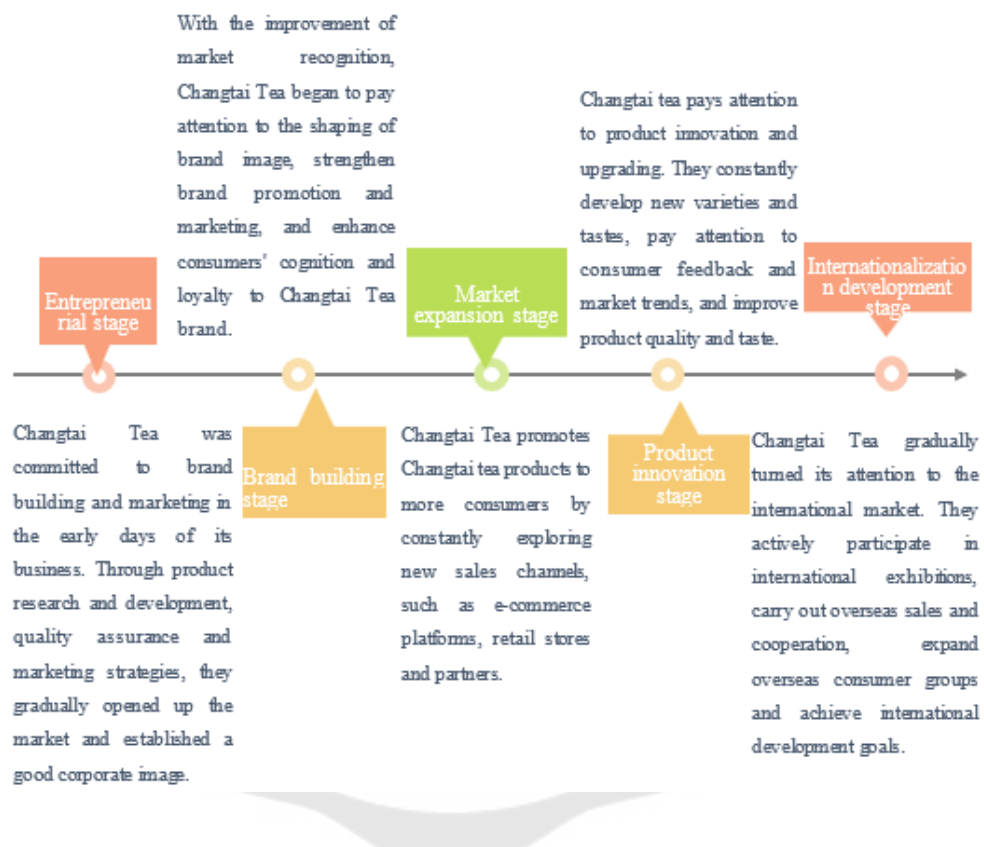 Entrepreneu
rial stage
Changtai Tea was
committed to brand
building and marketing in
the early days of its
business. Through product
research and development,
quality assurance and
marketing strategies, they
gradually opened up the
market and established a
good corporate image.
With the improvement of
market recognition,
Changtai Tea began to pay
attention to the shaping of
brand image, strengthen
brand promotion and
marketing, and enhance
consumers' cognition and
loyalty to Changtai Tea
brand.
Brand building
stage
Market
expansion stage
Changtai Tea promotes
Changtai tea products to
more consumers by
constantly exploring
new sales channels,
such as e-commerce
platforms, retail stores
and partners.
Changtai tea pays attention
to product innovation and
upgrading. They constantly
develop new varieties and
tastes, pay attention to
consumer feedback and
market trends, and improve
product quality and taste.
Product
innovation
stage
Internationalizatio
n development
stage
Changtai Tea gradually
turned its attention to the
international market. They
actively participate in
international exhibitions,
carry out overseas sales and
cooperation, expand
overseas consumer groups
and achieve international
development goals.